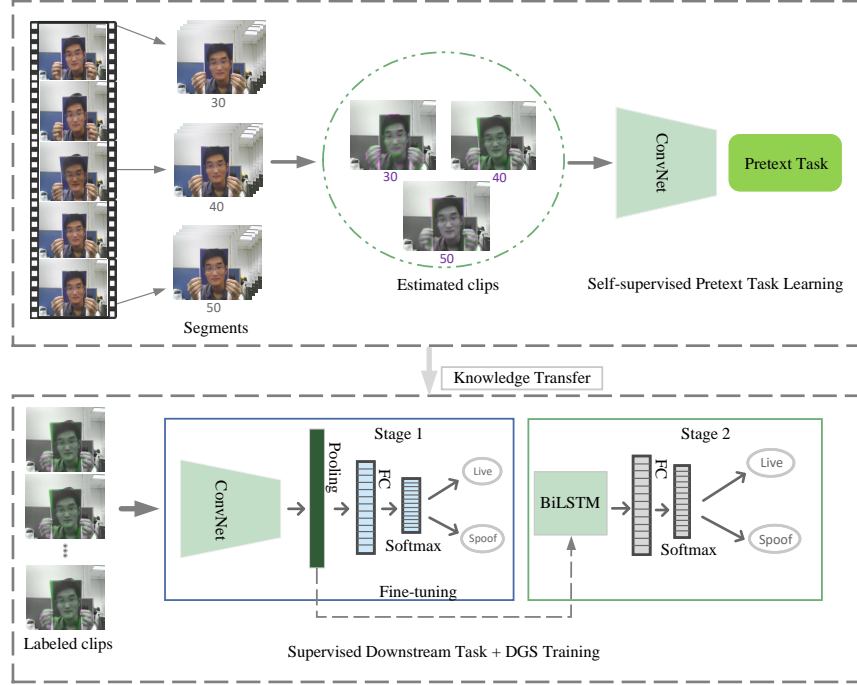 30
40
50
Segments
30
40
50
Estimated clips
ConvNet
Pretext Task
Self-supervised Pretext Task Learning
Knowledge Transfer
Labeled clips
Stage 1
ConvNet
Pooling
FC
Softmax
Live
Spoof
Fine-tuning
Stage 2
BiLSTM
FC
Softmax
Live
Spoof
Supervised Downstream Task + DGS Training